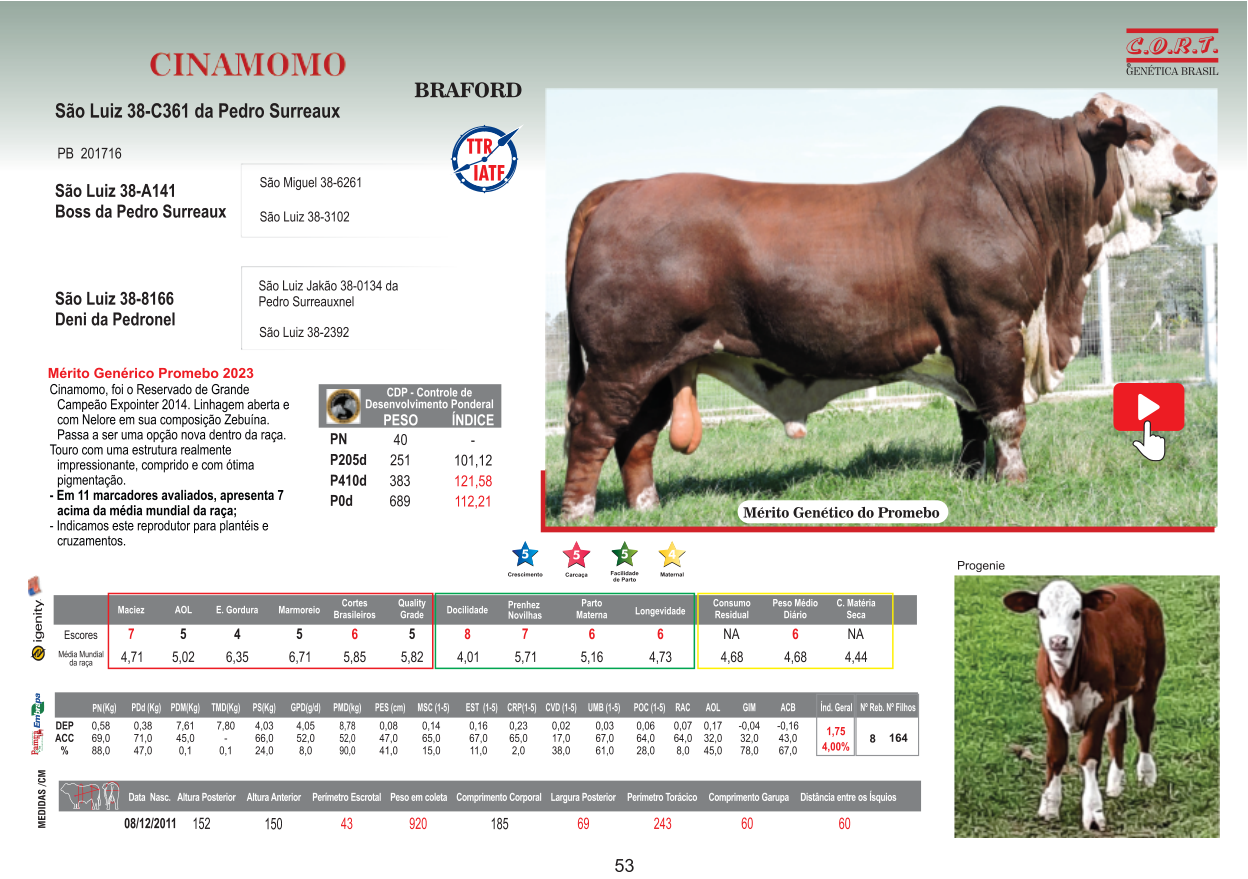 CINAMOMO
C.O.R.T.
GENÉTICA BRASIL
BRAFORD
São Luiz 38-C361 da Pedro Surreaux
PB 201716
TTR
IATF
São Luiz 38-A141
Boss da Pedro Surreaux
São Miguel 38-6261
São Luiz 38-3102
São Luiz 38-8166
Deni da Pedronel
São Luiz Jakão 38-0134 da
Pedro Surreauxnel
São Luiz 38-2392
Mérito Genérico Promebo 2023
Cinamomo, foi o Reservado de Grande
Campeão Expointer 2014. Linhagem aberta e
com Nelore em sua composição Zebuína.
Passa a ser uma opção nova dentro da raça.
Touro com uma estrutura realmente
impressionante, comprido e com ótima
pigmentação.
- Em 11 marcadores avaliados, apresenta 7
acima da média mundial da raça;
- Indicamos este reprodutor para plantéis e
cruzamentos.
CDP - Controle de
Desenvolvimento Ponderal
PESO ÍNDICE
PN 40 -
P205d 251 101,12
P410d 383 121,58
P0d 689 112,21
Mérito Genético do Promebo
5 5 5 4
Crescimento Carcaça Facilidade de Parto Maternal
Progenie
igenity
Maciez AOL E. Gordura Marmoreio Cortes Brasileiros Quality Grade Docilidade Prenhez Novilhas Parto Materna Longevidade Consumo Residual Peso Médio Diário C. Matéria Seca
Escores 7 5 4 5 6 5 8 7 6 6 NA 6 NA
Média Mundial da raça 4,71 5,02 6,35 6,71 5,85 5,82 4,01 5,71 5,16 4,73 4,68 4,68 4,44
Embrapa
PN(Kg) PDd (Kg) PDM(Kg) TMD(Kg) PS(Kg) GPD(g/d) PMD(kg) PES (cm) MSC (1-5) EST (1-5) CRP(1-5) CVD (1-5) UMB (1-5) POC (1-5) RAC AOL GIM ACB Índ. Geral Nº Reb. Nº Filhos
DEP 0,58 0,38 7,61 7,80 4,03 4,05 8,78 0,08 0,14 0,16 0,23 0,02 0,03 0,06 0,07 0,17 -0,04 -0,16
ACC 69,0 71,0 45,0 - 66,0 52,0 52,0 47,0 65,0 67,0 65,0 17,0 67,0 64,0 64,0 32,0 32,0 43,0
% 88,0 47,0 0,1 0,1 24,0 8,0 90,0 41,0 15,0 11,0 2,0 38,0 61,0 28,0 8,0 45,0 78,0 67,0
1,75
4,00%
8 164
MEDIDAS /CM
Data Nasc. Altura Posterior Altura Anterior Perímetro Escrotal Peso em coleta Comprimento Corporal Largura Posterior Perímetro Torácico Comprimento Garupa Distância entre os Ísquios
08/12/2011 152 150 43 920 185 69 243 60 60
53